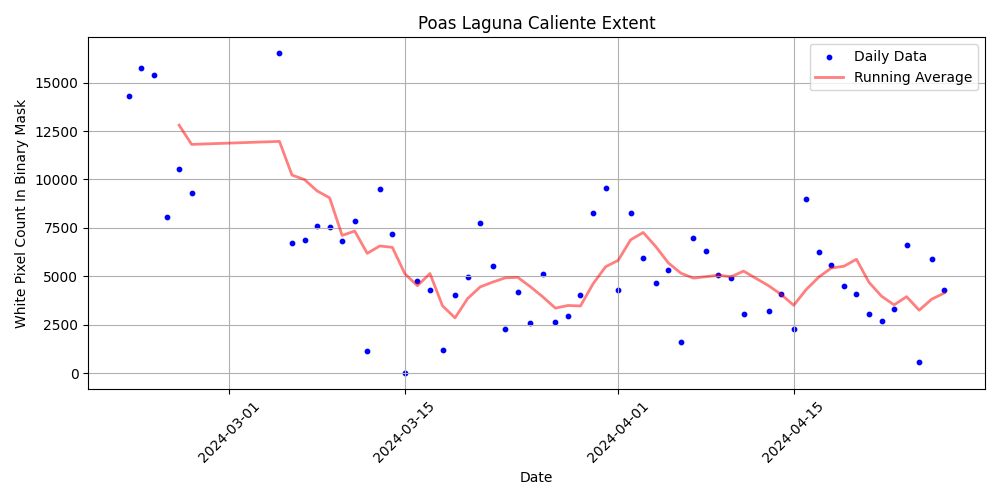 Poas Laguna Caliente Extent
Daily Data
Running Average
White Pixel Count In Binary Mask
15000
12500
10000
7500
5000
2500
0
2024-03-01
2024-03-15
2024-04-01
2024-04-15
Date